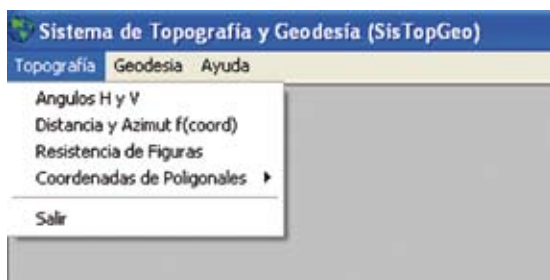 Sistema de Topografía y Geodesía (SisTopGeo)
Topografía Geodesia Ayuda
Angulos H y V
Distancia y Azimut f(coord)
Resistencia de Figuras
Coordenadas de Poligonales
Salir